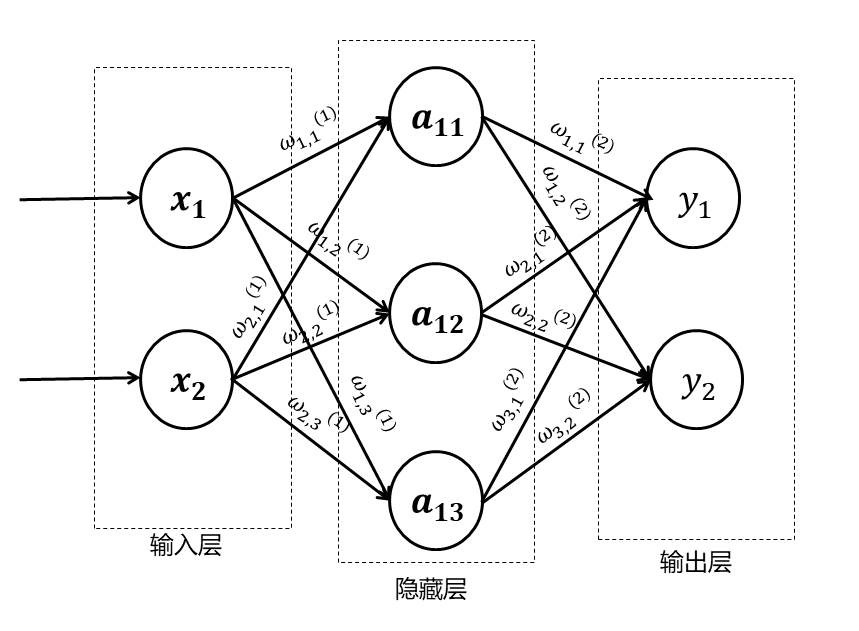 a₁₁
ω₁,₁⁽¹⁾
ω₁,₁⁽²⁾
x₁
ω₁,₂⁽²⁾
y₁
ω₁,₂⁽¹⁾
ω₂,₁⁽²⁾
ω₂,₁⁽¹⁾
ω₂,₂⁽¹⁾
a₁₂
ω₂,₂⁽²⁾
x₂
y₂
ω₁,₃⁽¹⁾
ω₂,₃⁽¹⁾
ω₃,₁⁽²⁾
ω₃,₂⁽²⁾
a₁₃
输入层
隐藏层
输出层